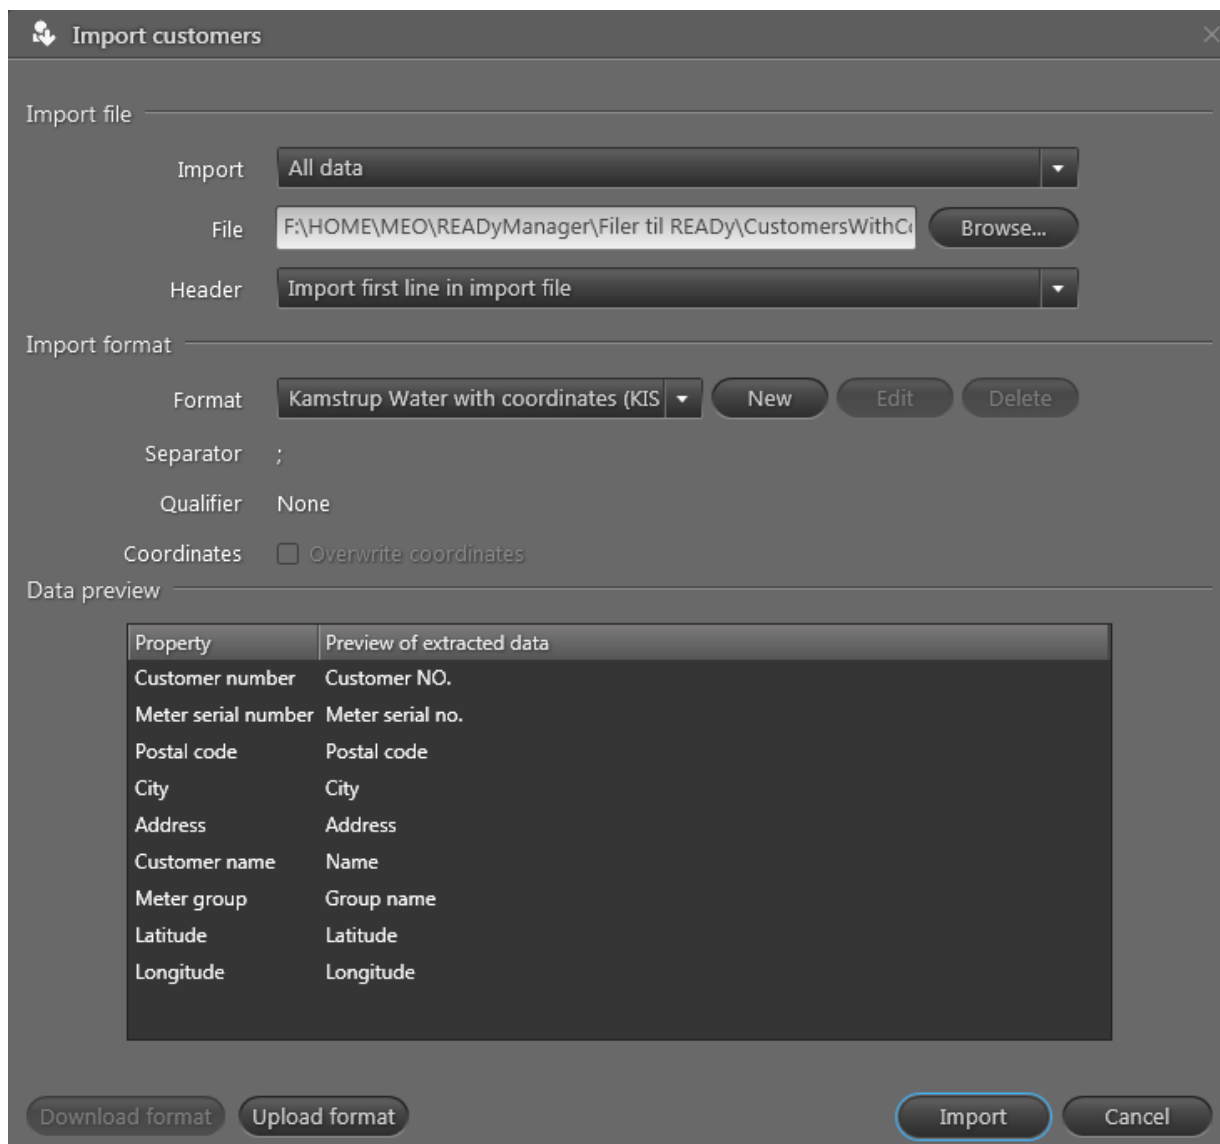 Import customers
Import file
Import All data
File F:\HOME\MEO\READyManager\Filer til READy\CustomersWithC Browse...
Header Import first line in import file
Import format
Format Kamstrup Water with coordinates (KIS New Edit Delete
Separator ;
Qualifier None
Coordinates Overwrite coordinates
Data preview
Property Preview of extracted data
Customer number Customer NO.
Meter serial number Meter serial no.
Postal code Postal code
City City
Address Address
Customer name Name
Meter group Group name
Latitude Latitude
Longitude Longitude
Download format Upload format Import Cancel